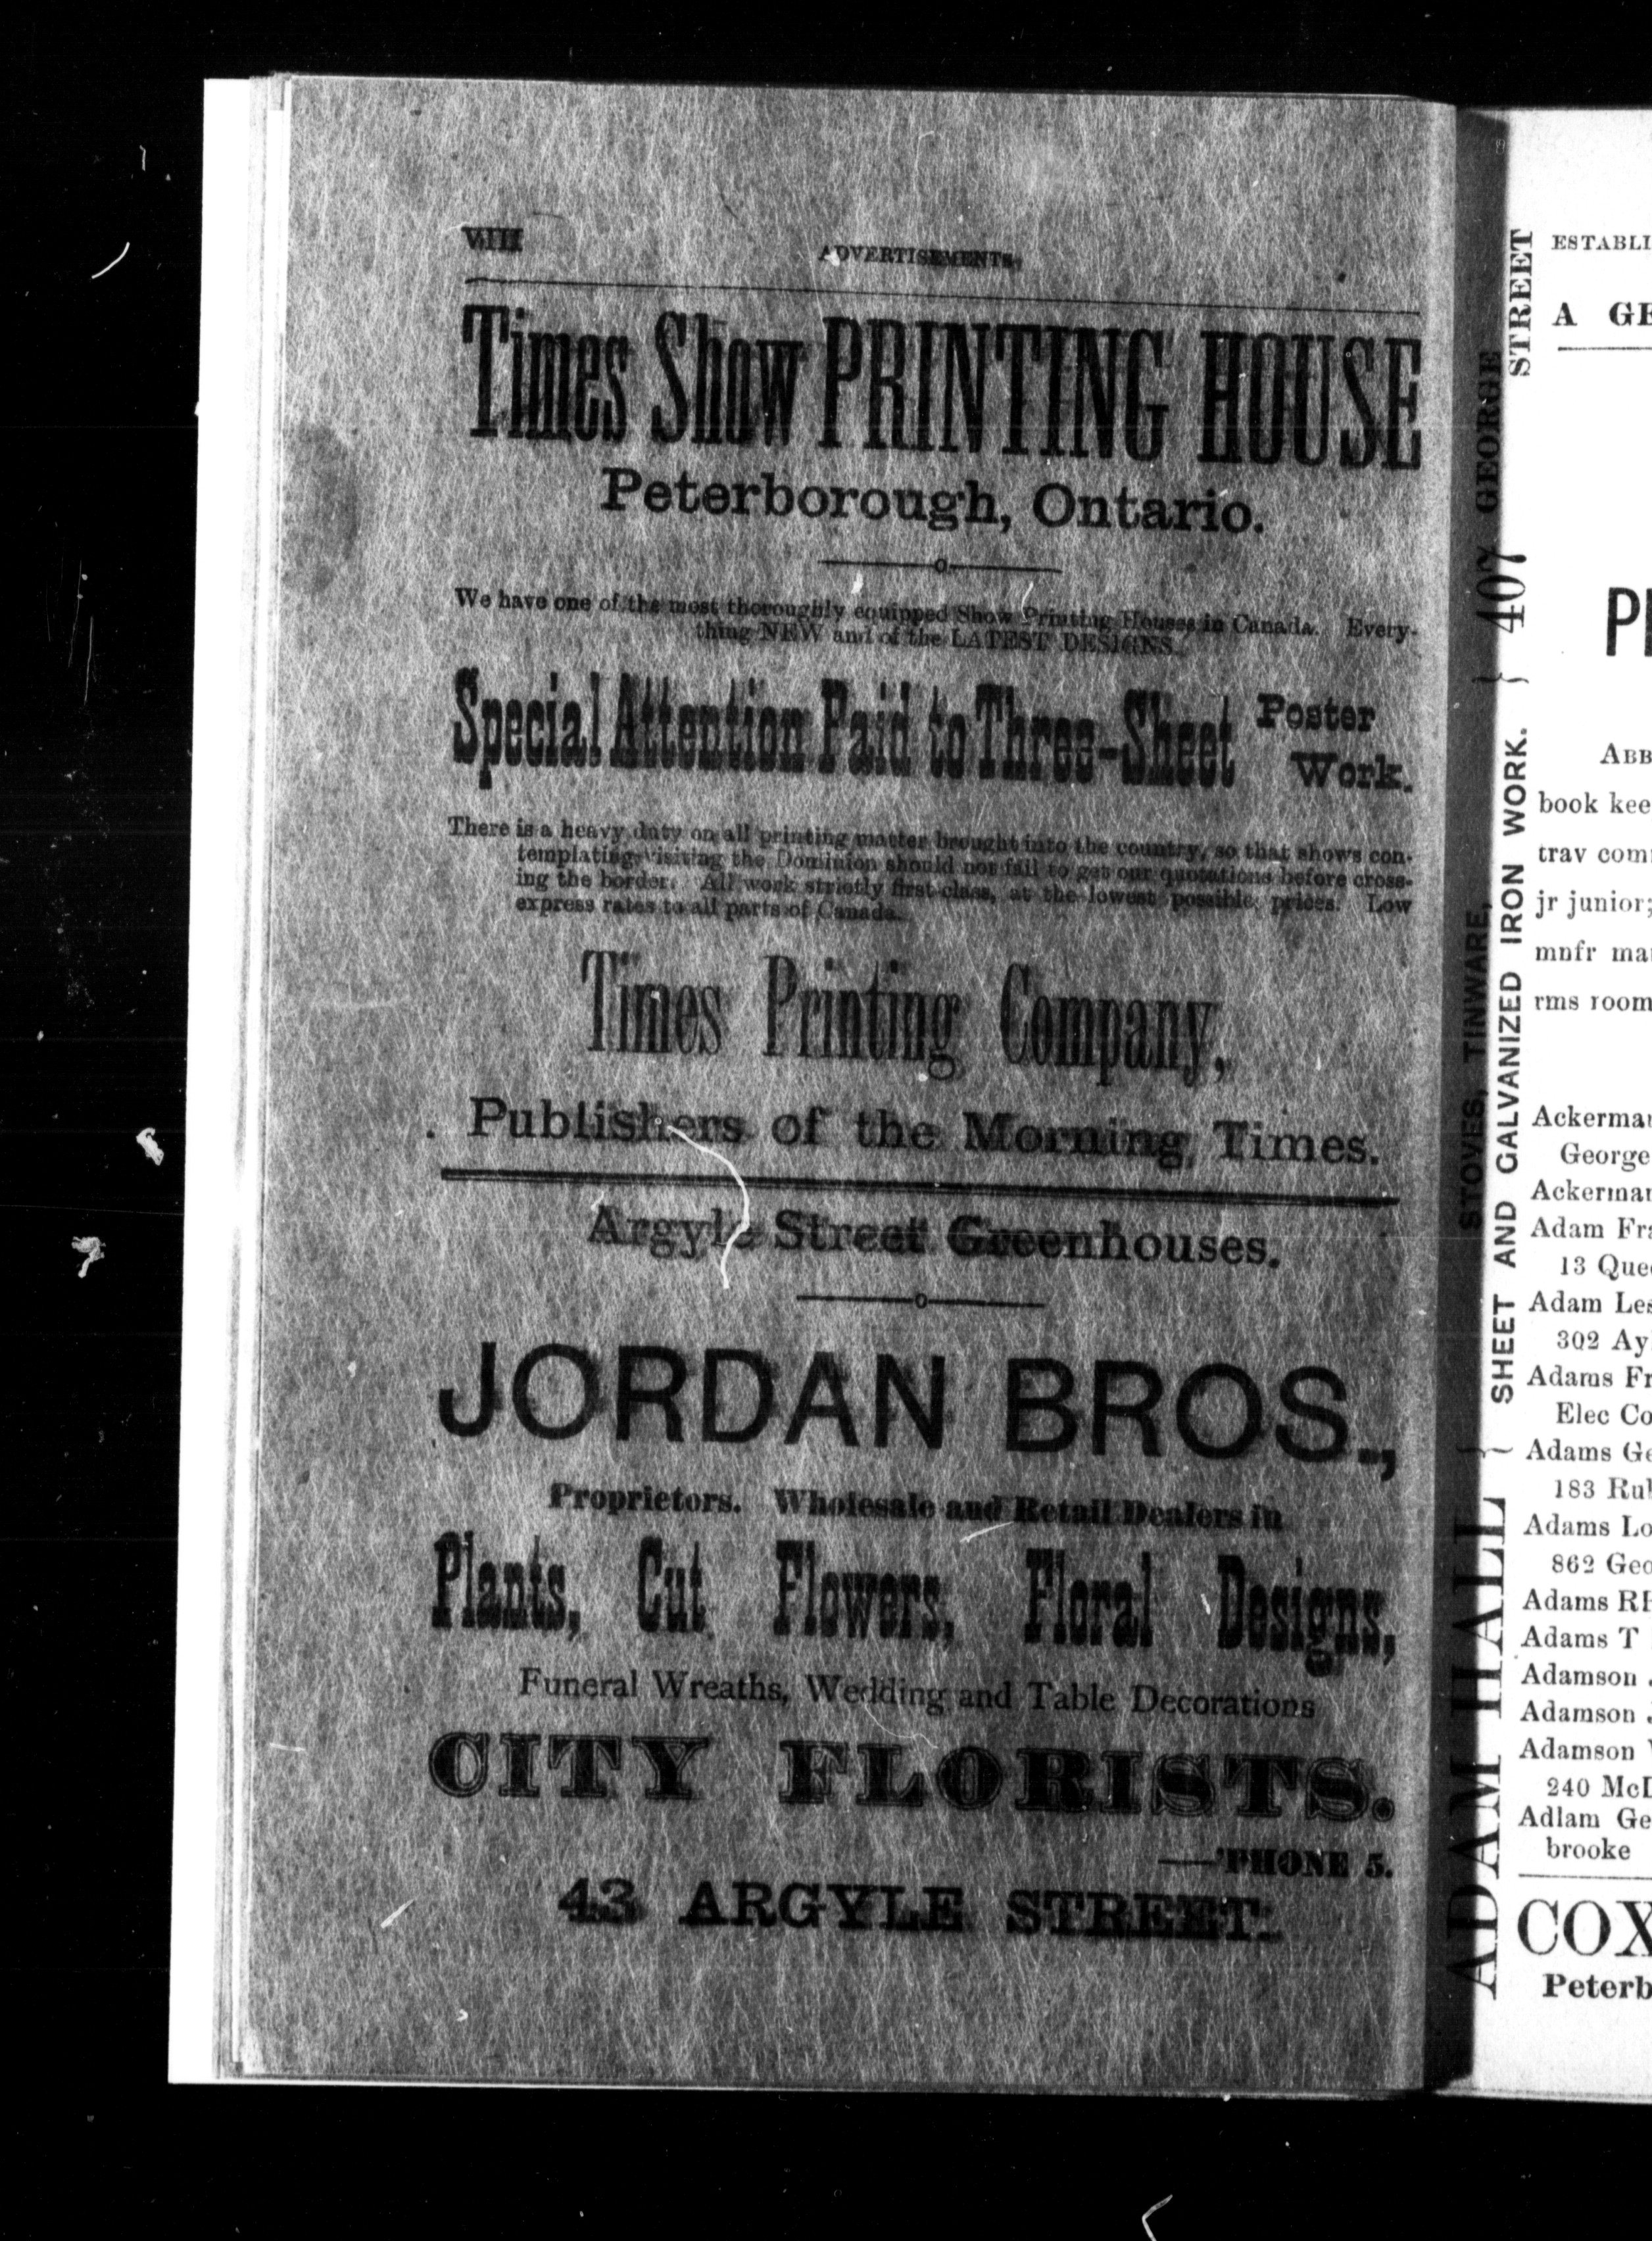 VIII
ADVERTISEMENTS.
Times Show PRINTING HOUSE
Peterborough, Ontario.
We have one of the most thoroughly equipped Show Printing Houses in Canada. Every-
thing NEW and of the LATEST DESIGNS.
Special Attention Paid to Three-Sheet Poster
Work.
There is a heavy duty on all printing matter brought into the country, so that shows con-
templating visiting the Dominion should not fail to get our quotations before cross-
ing the border. All work strictly first-class, at the lowest possible prices. Low
express rates to all parts of Canada.
Times Printing Company,
Publishers of the Morning Times.
Argyle Street Greenhouses.
JORDAN BROS.,
Proprietors. Wholesale and Retail Dealers in
Plants, Cut Flowers, Floral Designs,
Funeral Wreaths, Wedding and Table Decorations
CITY FLORISTS.
—'PHONE 5.
43 ARGYLE STREET.
ADAM HALL } STOVES, TINWARE,
SHEET AND GALVANIZED IRON WORK. } 407 GEORGE
STREET
ESTABLI
A GE
ABB
book kee
trav com
jr junior;
mnfr ma
rms room
Ackerma
George
Ackerma
Adam Fra
13 Que
Adam Les
302 Ay
Adams Fr
Elec Co
Adams Ge
183 Ru
Adams Lo
862 Geo
Adams
Adams T
Adamson
Adamson
Adamson
240 McD
Adlam Ge
brooke
COX
Peterb